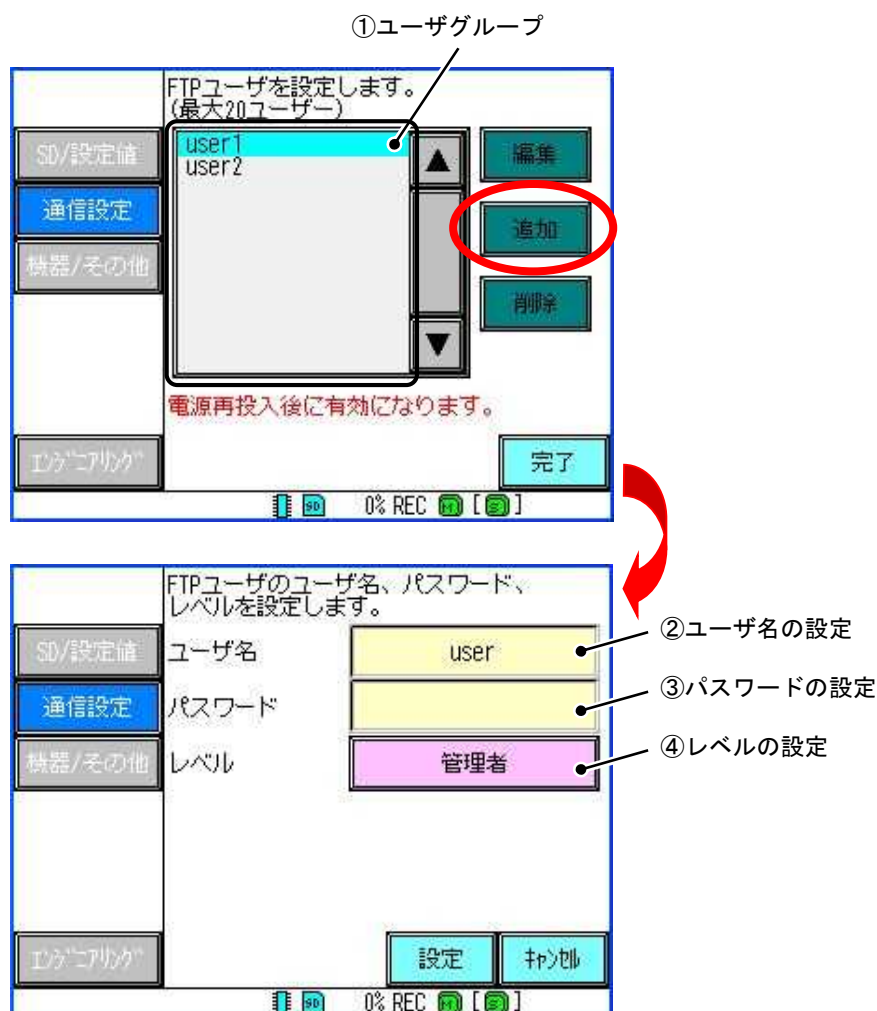 ①ユーザグループ
FTPユーザを設定します。
(最大20ユーザー)
SD/設定値
通信設定
機器/その他
エンジニアリング
user1
user2
▲
▼
編集
追加
削除
電源再投入後に有効になります。
完了
SD 0% REC M [S]
FTPユーザのユーザ名、パスワード、
レベルを設定します。
SD/設定値
通信設定
機器/その他
エンジニアリング
ユーザ名 user
パスワード
レベル 管理者
②ユーザ名の設定
③パスワードの設定
④レベルの設定
設定 キャンセル
SD 0% REC M [S]